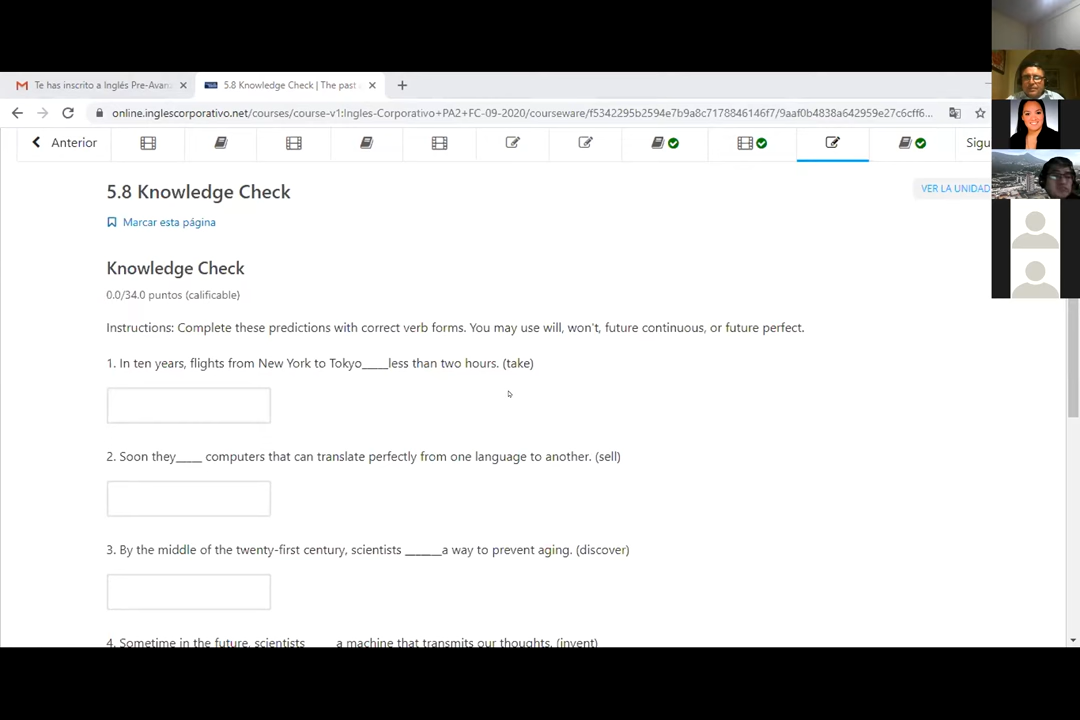 Te has inscrito a Inglés Pre-Avan
5.8 Knowledge Check | The past
online.inglescorporativo.net/courses/course-v1:Ingles-Corporativo+PA2+FC-09-2020/courseware/f5342295b2594e7b9a8c7178846146f7/9aaf0b4838a642959e27c6cff6...
Anterior
Sigu
5.8 Knowledge Check
VER LA UNIDAD
Marcar esta página
Knowledge Check
0.0/34.0 puntos (calificable)
Instructions: Complete these predictions with correct verb forms. You may use will, won't, future continuous, or future perfect.
1. In ten years, flights from New York to Tokyo____less than two hours. (take)
2. Soon they____ computers that can translate perfectly from one language to another. (sell)
3. By the middle of the twenty-first century, scientists ______a way to prevent aging. (discover)
4. Sometime in the future, scientists ____ a machine that transmits our thoughts. (invent)